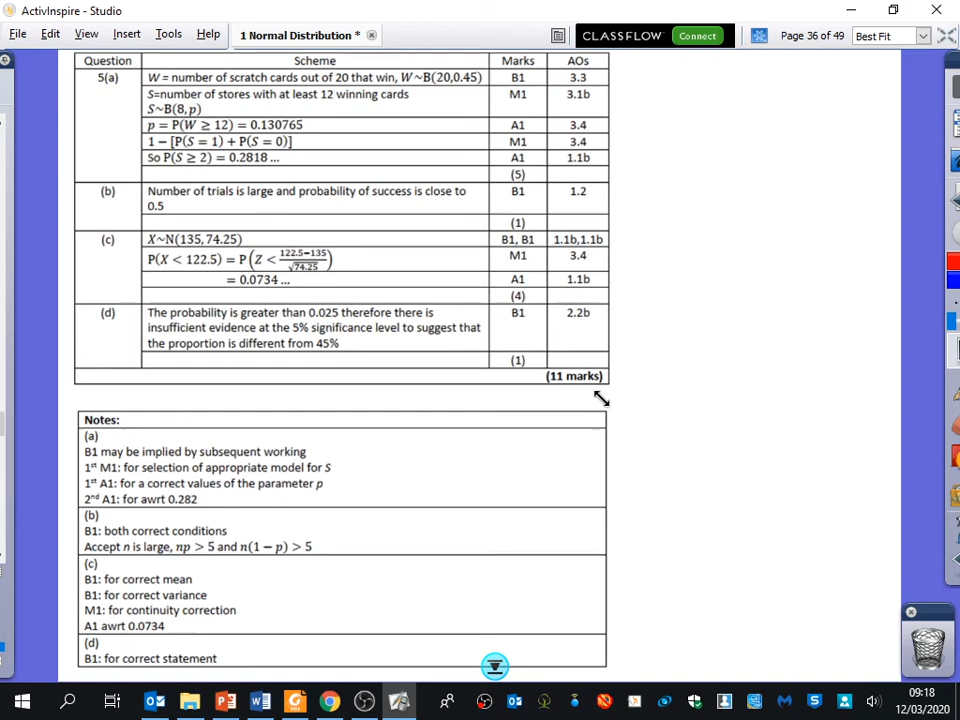 ActivInspire - Studio
File Edit View Insert Tools Help 1 Normal Distribution * CLASSFLOW Connect Page 36 of 49 Best Fit
Question Scheme Marks AOs
5(a) W = number of scratch cards out of 20 that win, W~B(20,0.45) B1 3.3
S=number of stores with at least 12 winning cards M1 3.1b
S~B(8, p)
p = P(W ≥ 12) = 0.130765 A1 3.4
1 − [P(S = 1) + P(S = 0)] M1 3.4
So P(S ≥ 2) = 0.2818 ... A1 1.1b
(5)
(b) Number of trials is large and probability of success is close to B1 1.2
0.5
(1)
(c) X~N(135, 74.25) B1, B1 1.1b,1.1b
P(X < 122.5) = P(Z < (122.5−135)/√74.25) M1 3.4
= 0.0734 ... A1 1.1b
(4)
(d) The probability is greater than 0.025 therefore there is B1 2.2b
insufficient evidence at the 5% significance level to suggest that
the proportion is different from 45%
(1)
(11 marks)
Notes:
(a)
B1 may be implied by subsequent working
1st M1: for selection of appropriate model for S
1st A1: for a correct values of the parameter p
2nd A1: for awrt 0.282
(b)
B1: both correct conditions
Accept n is large, np > 5 and n(1 − p) > 5
(c)
B1: for correct mean
B1: for correct variance
M1: for continuity correction
A1 awrt 0.0734
(d)
B1: for correct statement
09:18
12/03/2020